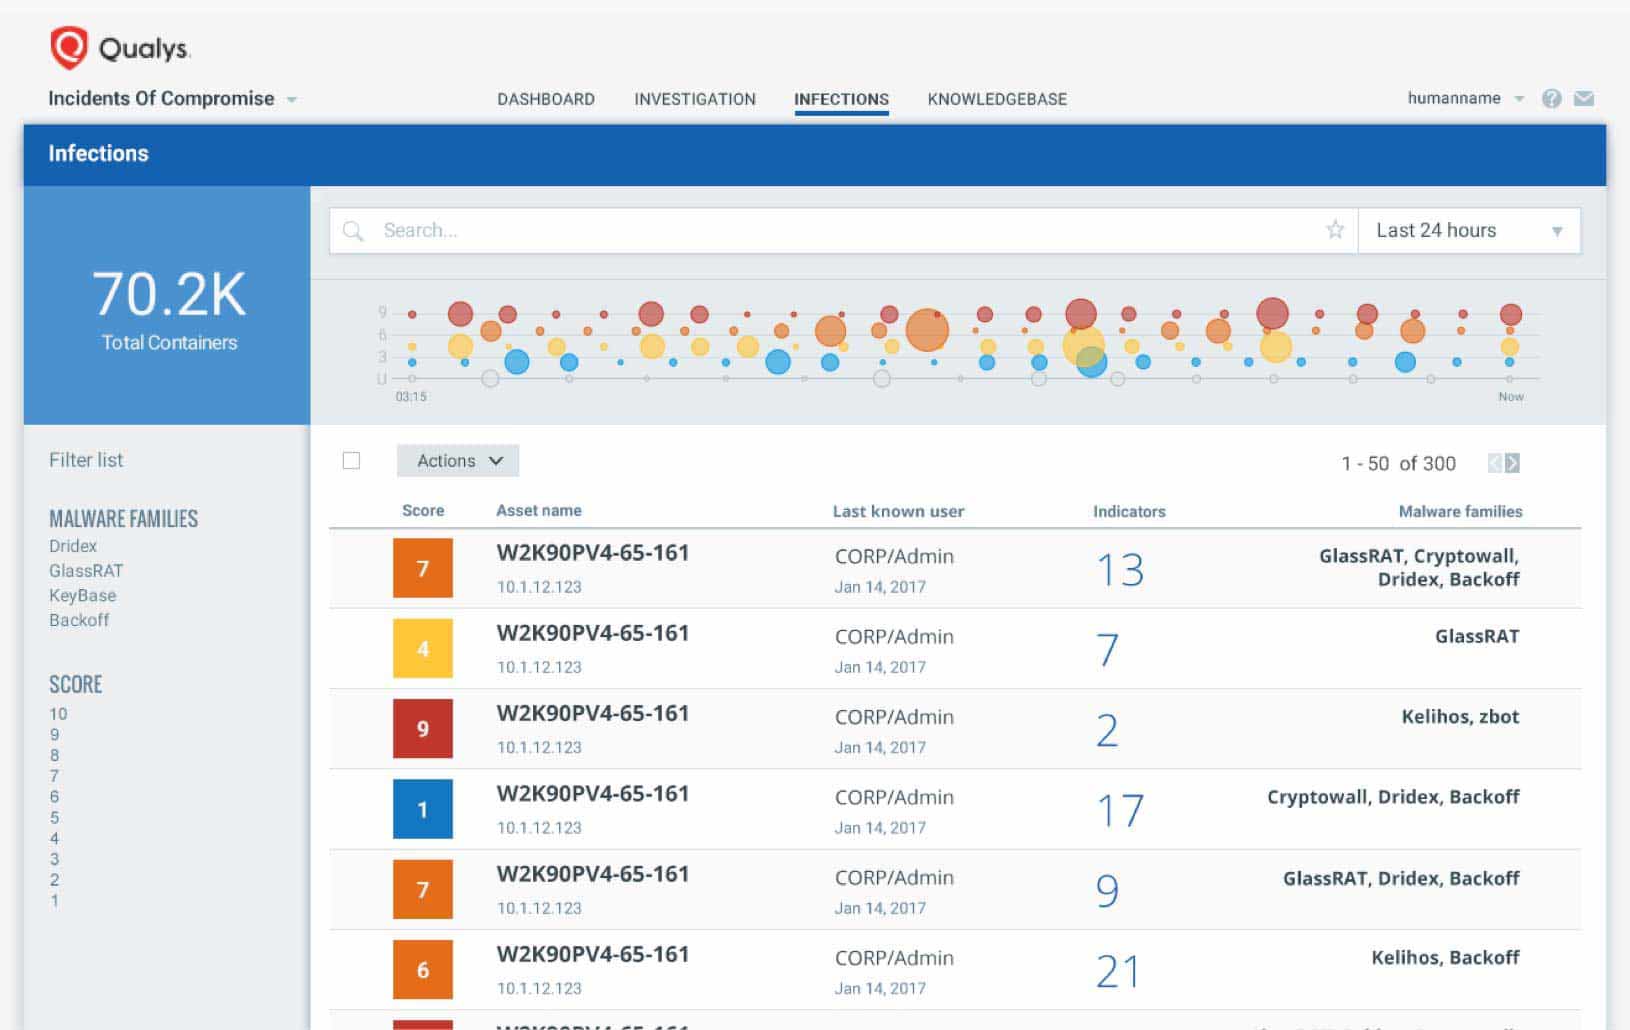 Qualys.
Incidents Of Compromise
DASHBOARD INVESTIGATION INFECTIONS KNOWLEDGEBASE
humanname ?
Infections
70.2K
Total Containers
Search...
Last 24 hours
9
6
3
U
03:15 Now
Filter list
MALWARE FAMILIES
Dridex
GlassRAT
KeyBase
Backoff
SCORE
10
9
8
7
6
5
4
3
2
1
Actions
1 - 50 of 300
Score Asset name Last known user Indicators Malware families
7 W2K90PV4-65-161 CORP/Admin 13 GlassRAT, Cryptowall,
10.1.12.123 Jan 14, 2017 Dridex, Backoff
4 W2K90PV4-65-161 CORP/Admin 7 GlassRAT
10.1.12.123 Jan 14, 2017
9 W2K90PV4-65-161 CORP/Admin 2 Kelihos, zbot
10.1.12.123 Jan 14, 2017
1 W2K90PV4-65-161 CORP/Admin 17 Cryptowall, Dridex, Backoff
10.1.12.123 Jan 14, 2017
7 W2K90PV4-65-161 CORP/Admin 9 GlassRAT, Dridex, Backoff
10.1.12.123 Jan 14, 2017
6 W2K90PV4-65-161 CORP/Admin 21 Kelihos, Backoff
10.1.12.123 Jan 14, 2017